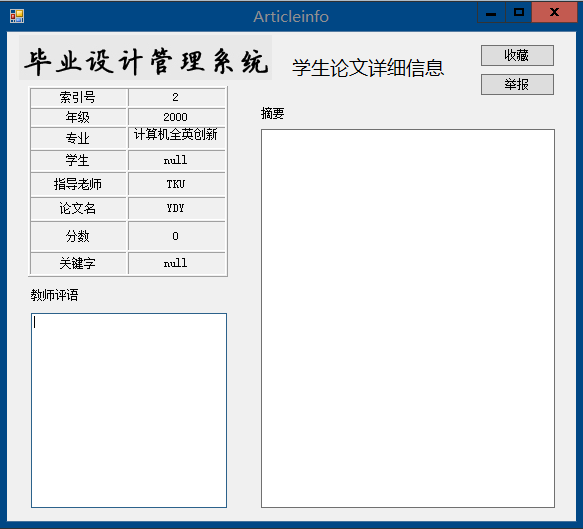 Articleinfo
毕业设计管理系统
学生论文详细信息
收藏
举报
索引号 2
年级 2000
专业 计算机全英创新
学生 null
指导老师 TKU
论文名 YDY
分数 0
关键字 null
摘要
教师评语